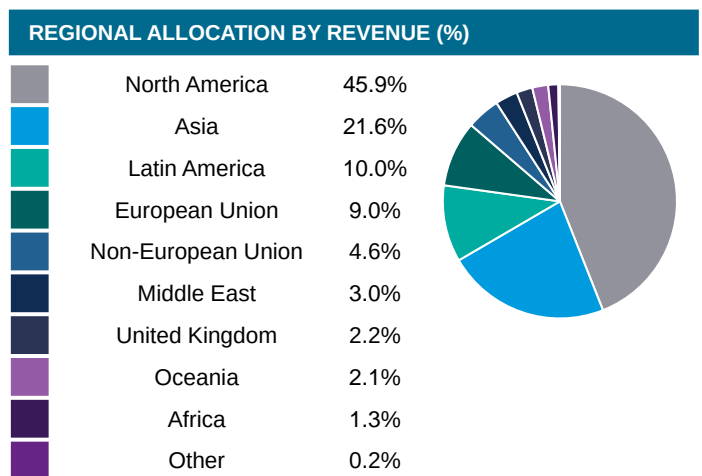 REGIONAL ALLOCATION BY REVENUE (%)
North America 45.9%
Asia 21.6%
Latin America 10.0%
European Union 9.0%
Non-European Union 4.6%
Middle East 3.0%
United Kingdom 2.2%
Oceania 2.1%
Africa 1.3%
Other 0.2%